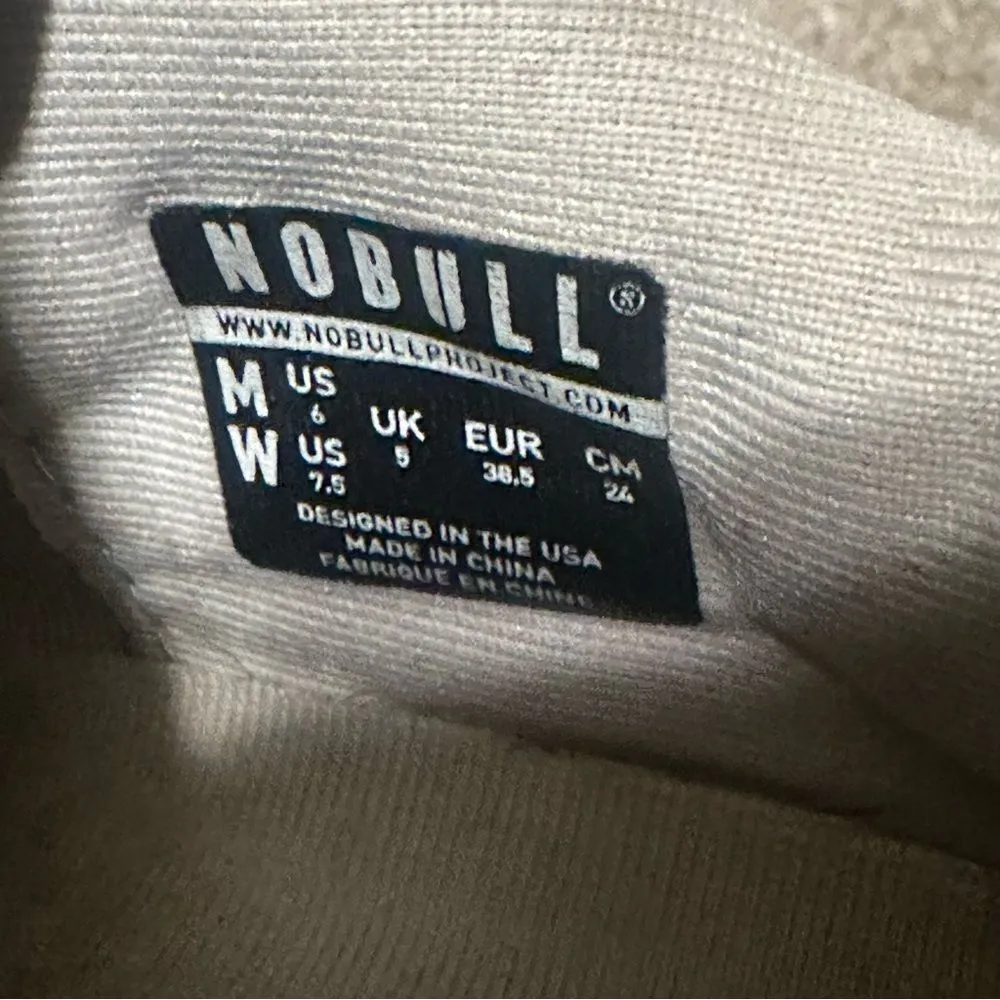 NOBULL®
WWW.NOBULLPROJECT.COM
M US 6
W US 7.5
UK 5
EUR 38.5
CM 24
DESIGNED IN THE USA
MADE IN CHINA
FABRIQUE EN CHINE